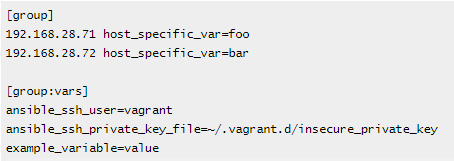 [group]
192.168.28.71 host_specific_var=foo
192.168.28.72 host_specific_var=bar
[group:vars]
ansible_ssh_user=vagrant
ansible_ssh_private_key_file=~/.vagrant.d/insecure_private_key
example_variable=value